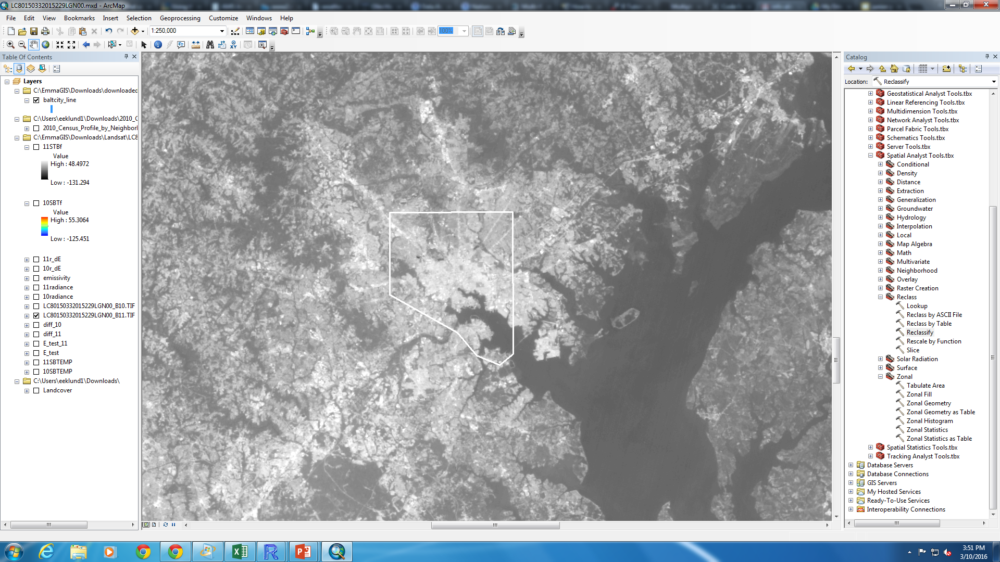 LC80150332015229LGN00.mxd - ArcMap
File Edit View Bookmarks Insert Selection Geoprocessing Customize Windows Help
1:250,000
100%
Table Of Contents
Layers
C:\EmmaGIS\Downloads\downloaded
baltcity_line
C:\Users\eeklund1\Downloads\2010_C
2010_Census_Profile_by_Neighborl
C:\EmmaGIS\Downloads\Landsat\LC8
11STBf
Value
High : 48.4972
Low : -131.294
10SBTf
Value
High : 55.3064
Low : -125.451
11r_dE
10r_dE
emissivity
11radiance
10radiance
LC80150332015229LGN00_B10.TIF
LC80150332015229LGN00_B11.TIF
diff_10
diff_11
E_test_11
E_test
11SBTEMP
10SBTEMP
C:\Users\eeklund1\Downloads\
Landcover
Catalog
Location: Reclassify
Geostatistical Analyst Tools.tbx
Linear Referencing Tools.tbx
Multidimension Tools.tbx
Network Analyst Tools.tbx
Parcel Fabric Tools.tbx
Schematics Tools.tbx
Server Tools.tbx
Spatial Analyst Tools.tbx
Conditional
Density
Distance
Extraction
Generalization
Groundwater
Hydrology
Interpolation
Local
Map Algebra
Math
Multivariate
Neighborhood
Overlay
Raster Creation
Reclass
Lookup
Reclass by ASCII File
Reclass by Table
Reclassify
Rescale by Function
Slice
Solar Radiation
Surface
Zonal
Tabulate Area
Zonal Fill
Zonal Geometry
Zonal Geometry as Table
Zonal Histogram
Zonal Statistics
Zonal Statistics as Table
Spatial Statistics Tools.tbx
Tracking Analyst Tools.tbx
Database Servers
Database Connections
GIS Servers
My Hosted Services
Ready-To-Use Services
Interoperability Connections
3:51 PM
3/10/2016